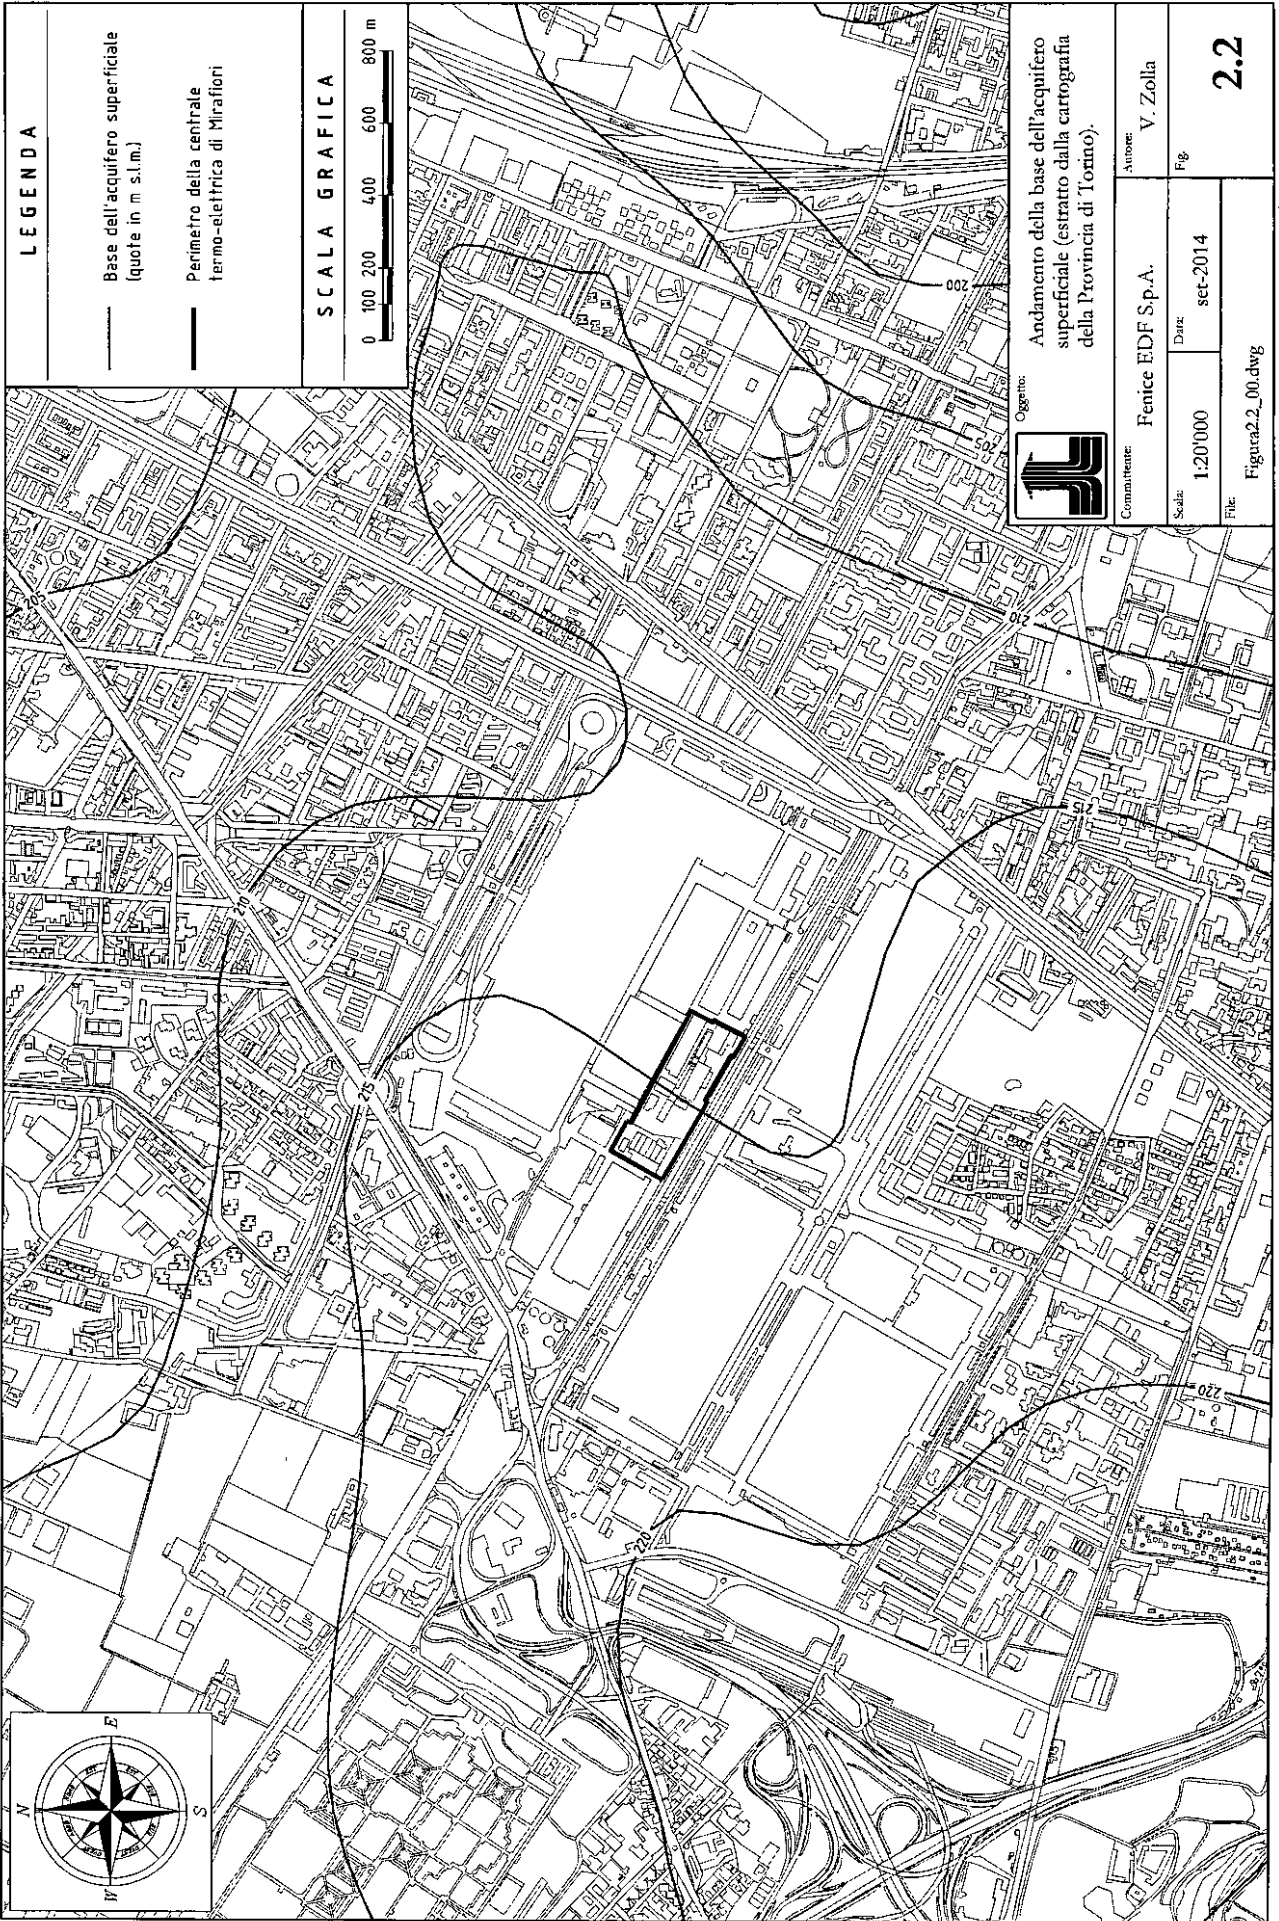 LEGENDA
Base dell'acquifero superficiale
(quote in m s.l.m.)
Perimetro della centrale
termo-elettrica di Mirafiori
SCALA GRAFICA
0 100 200 400 600 800 m
N
E
S
W
205
210
215
220
220
215
210
205
200
Oggetto:
Andamento della base dell'acquifero
superficiale (estratto dalla cartografia
della Provincia di Torino).
Committente:
Fenice EDF S.p.A.
Autore:
V. Zolla
Scala:
1:20'000
Data:
set-2014
Fig.
2.2
File:
Figura2.2_00.dwg